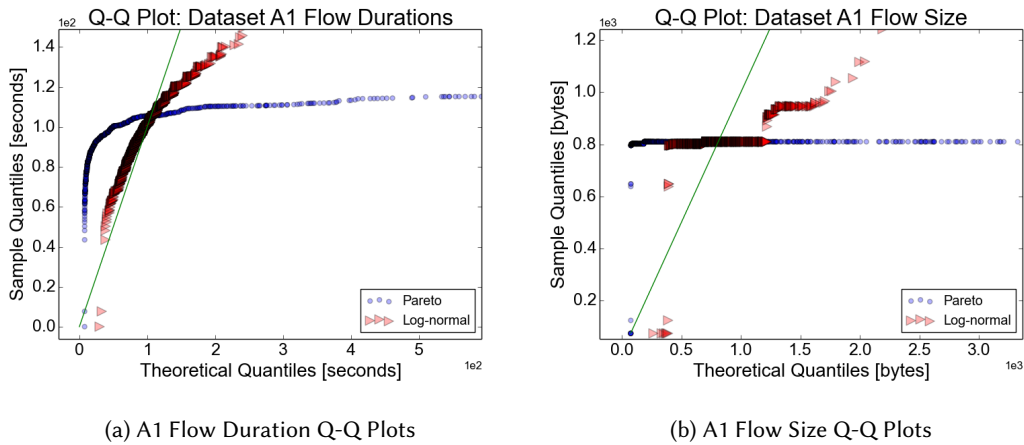 Q-Q Plot: Dataset A1 Flow Durations
1e2
Sample Quantiles [seconds]
1.4
1.2
1.0
0.8
0.6
0.4
0.2
0.0
Pareto
Log-normal
0 1 2 3 4 5
1e2
Theoretical Quantiles [seconds]
(a) A1 Flow Duration Q-Q Plots
Q-Q Plot: Dataset A1 Flow Size
1e3
Sample Quantiles [bytes]
1.2
1.0
0.8
0.6
0.4
0.2
Pareto
Log-normal
0.0 0.5 1.0 1.5 2.0 2.5 3.0
1e3
Theoretical Quantiles [bytes]
(b) A1 Flow Size Q-Q Plots